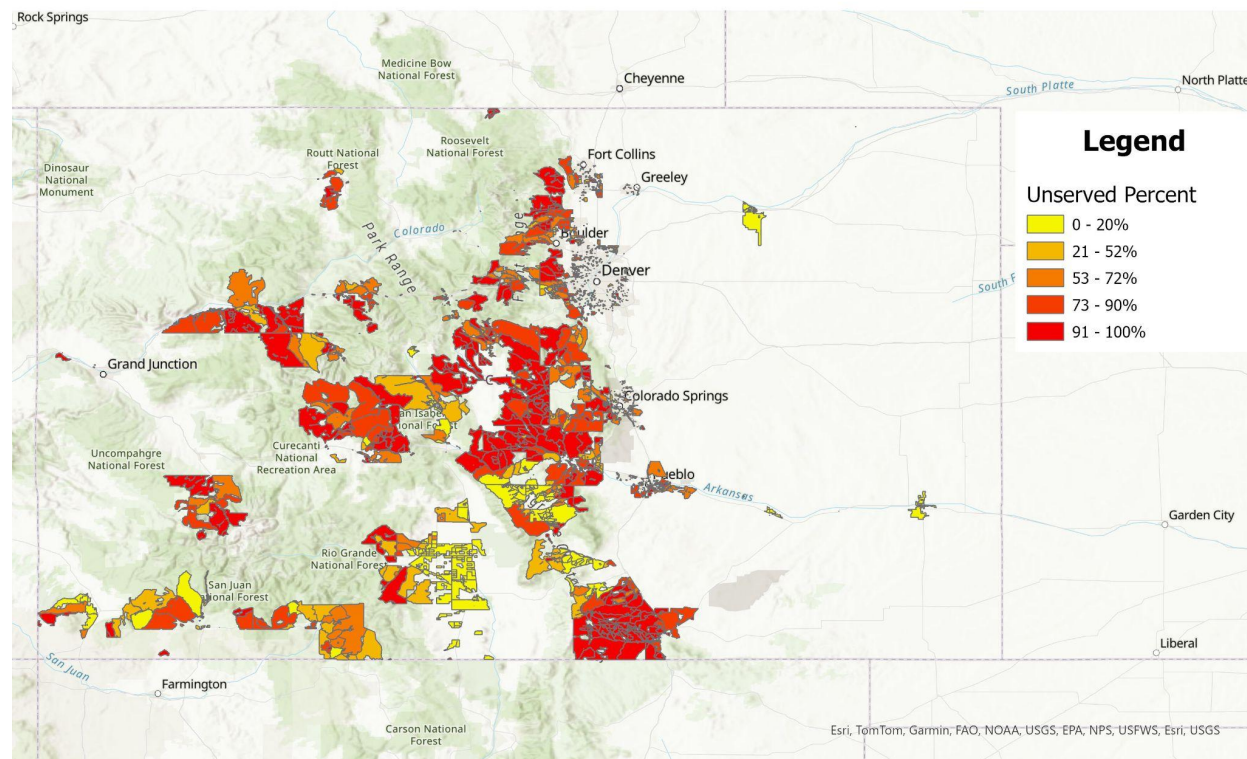 Rock Springs
Medicine Bow
National Forest
Cheyenne
North Platte
South Platte
Legend
Unserved Percent
0 - 20%
21 - 52%
53 - 72%
73 - 90%
91 - 100%
Dinosaur
National
Monument
Routt National
Forest
Roosevelt
National Forest
Fort Collins
Greeley
Park Range
Colorado
Boulder
Denver
South F
Grand Junction
Colorado Springs
Curecanti
National
Recreation Area
Uncompahgre
National Forest
Arkansas
Garden City
Rio Grande
National Forest
San Juan
National Forest
San Juan
Farmington
Liberal
Carson National
Forest
Esri, TomTom, Garmin, FAO, NOAA, USGS, EPA, NPS, USFWS, Esri, USGS